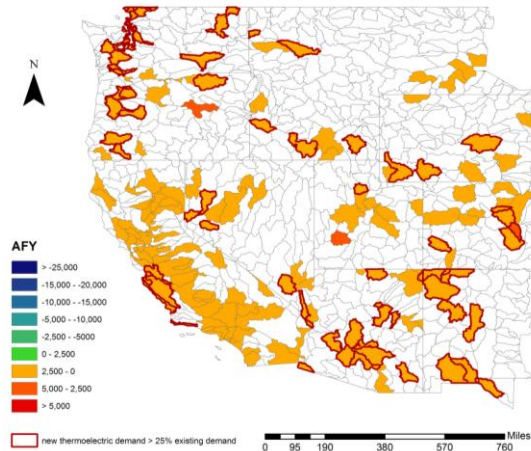 N
AFY
> -25,000
-15,000 - -20,000
-10,000 - -15,000
-5,000 - -10,000
-2,500 - -5000
0 - 2,500
2,500 - 0
5,000 - 2,500
> 5,000
new thermoelectric demand > 25% existing demand
Miles
0 95 190 380 570 760